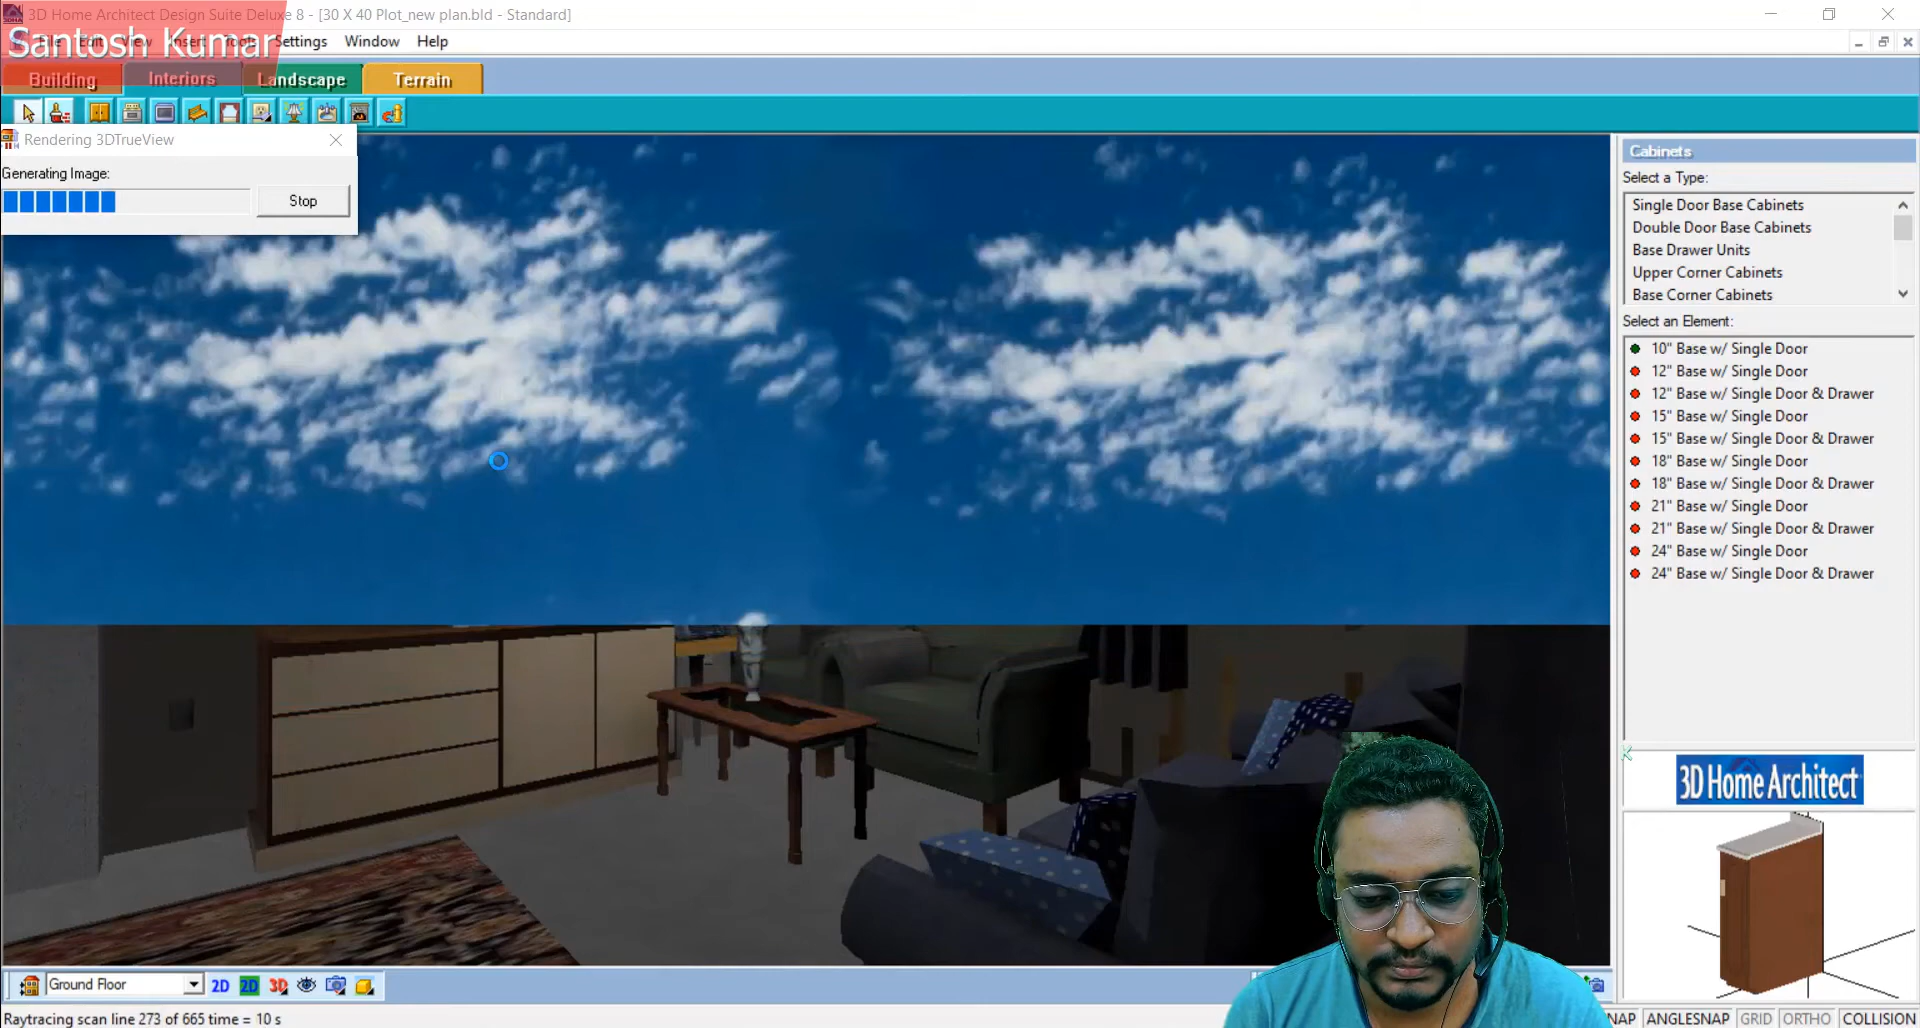 3D Home Architect Design Suite Deluxe 8 - [30 X 40 Plot_new plan.bld - Standard]
Santosh Kumar
File Edit View Insert Tools Settings Window Help
Building Interiors Landscape Terrain
Rendering 3DTrueView
Generating Image:
Stop
Cabinets
Select a Type:
Single Door Base Cabinets
Double Door Base Cabinets
Base Drawer Units
Upper Corner Cabinets
Base Corner Cabinets
Select an Element:
10" Base w/ Single Door
12" Base w/ Single Door
12" Base w/ Single Door & Drawer
15" Base w/ Single Door
15" Base w/ Single Door & Drawer
18" Base w/ Single Door
18" Base w/ Single Door & Drawer
21" Base w/ Single Door
21" Base w/ Single Door & Drawer
24" Base w/ Single Door
24" Base w/ Single Door & Drawer
3D Home Architect
Ground Floor 2D 2D 3D
Raytracing scan line 273 of 665 time = 10 s
NAP ANGLESNAP GRID ORTHO COLLISION